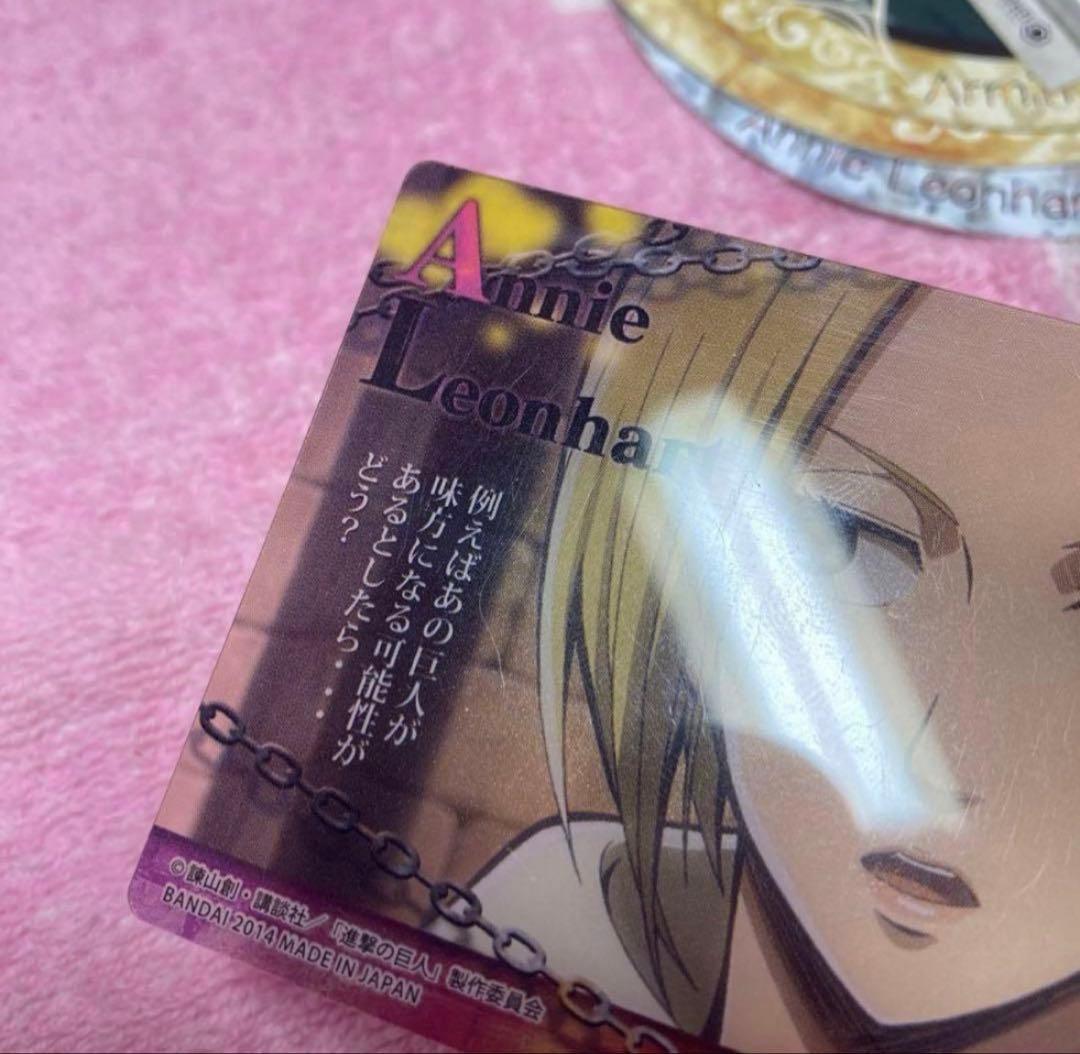 Armin
Annie Leonhar
Annie
Leonhar
例えばあの巨人が
味方になる可能性が
あるとしたら・・・
どう?
©諫山創・講談社/「進撃の巨人」製作委員会
BANDAI 2014 MADE IN JAPAN